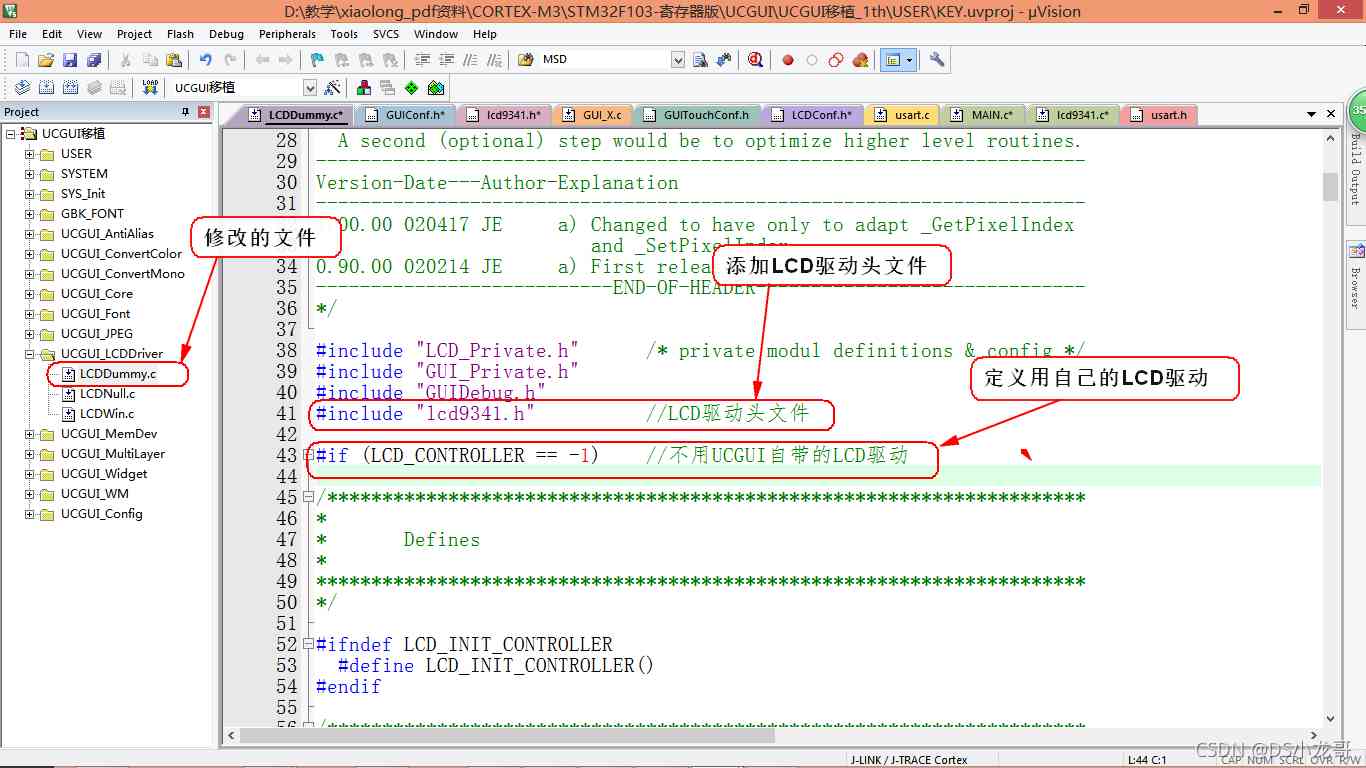 D:\教学\xiaolong_pdf资料\CORTEX-M3\STM32F103-寄存器版\UCGUI\UCGUI移植_1th\USER\KEY.uvproj - µVision
File Edit View Project Flash Debug Peripherals Tools SVCS Window Help
MSD
LOAD UCGUI移植
Project
LCDDummy.c* GUIConf.h* lcd9341.h* GUI_X.c GUITouchConf.h LCDConf.h* usart.c MAIN.c* lcd9341.c* usart.h
35
UCGUI移植
USER
SYSTEM
SYS_Init
GBK_FONT
UCGUI_AntiAlias
UCGUI_ConvertColor
UCGUI_ConvertMono
UCGUI_Core
UCGUI_Font
UCGUI_JPEG
UCGUI_LCDDriver
LCDDummy.c
LCDNull.c
LCDWin.c
UCGUI_MemDev
UCGUI_MultiLayer
UCGUI_Widget
UCGUI_WM
UCGUI_Config
修改的文件
28 A second (optional) step would be to optimize higher level routines.
29 ----------------------------------------------------------------------
30 Version-Date---Author-Explanation
31 ----------------------------------------------------------------------
00.00 020417 JE a) Changed to have only to adapt _GetPixelIndex
and _SetPixelIndex
34 0.90.00 020214 JE a) First relea
35 ---------------------------END-OF-HEADER------------------------------
36 */
37
38 #include "LCD_Private.h" /* private modul definitions & config */
39 #include "GUI_Private.h"
40 #include "GUIDebug.h"
41 #include "lcd9341.h" //LCD驱动头文件
42
43 #if (LCD_CONTROLLER == -1) //不用UCGUI自带的LCD驱动
44
45 /*********************************************************************
46 *
47 * Defines
48 *
49 **********************************************************************
50 */
51
52 #ifndef LCD_INIT_CONTROLLER
53 #define LCD_INIT_CONTROLLER()
54 #endif
55
56 /*********************************************************************
添加LCD驱动头文件
定义用自己的LCD驱动
Build Output
Browser
J-LINK / J-TRACE Cortex L:44 C:1 CAP NUM SCRL OVR R/W
CSDN @DS小龙哥